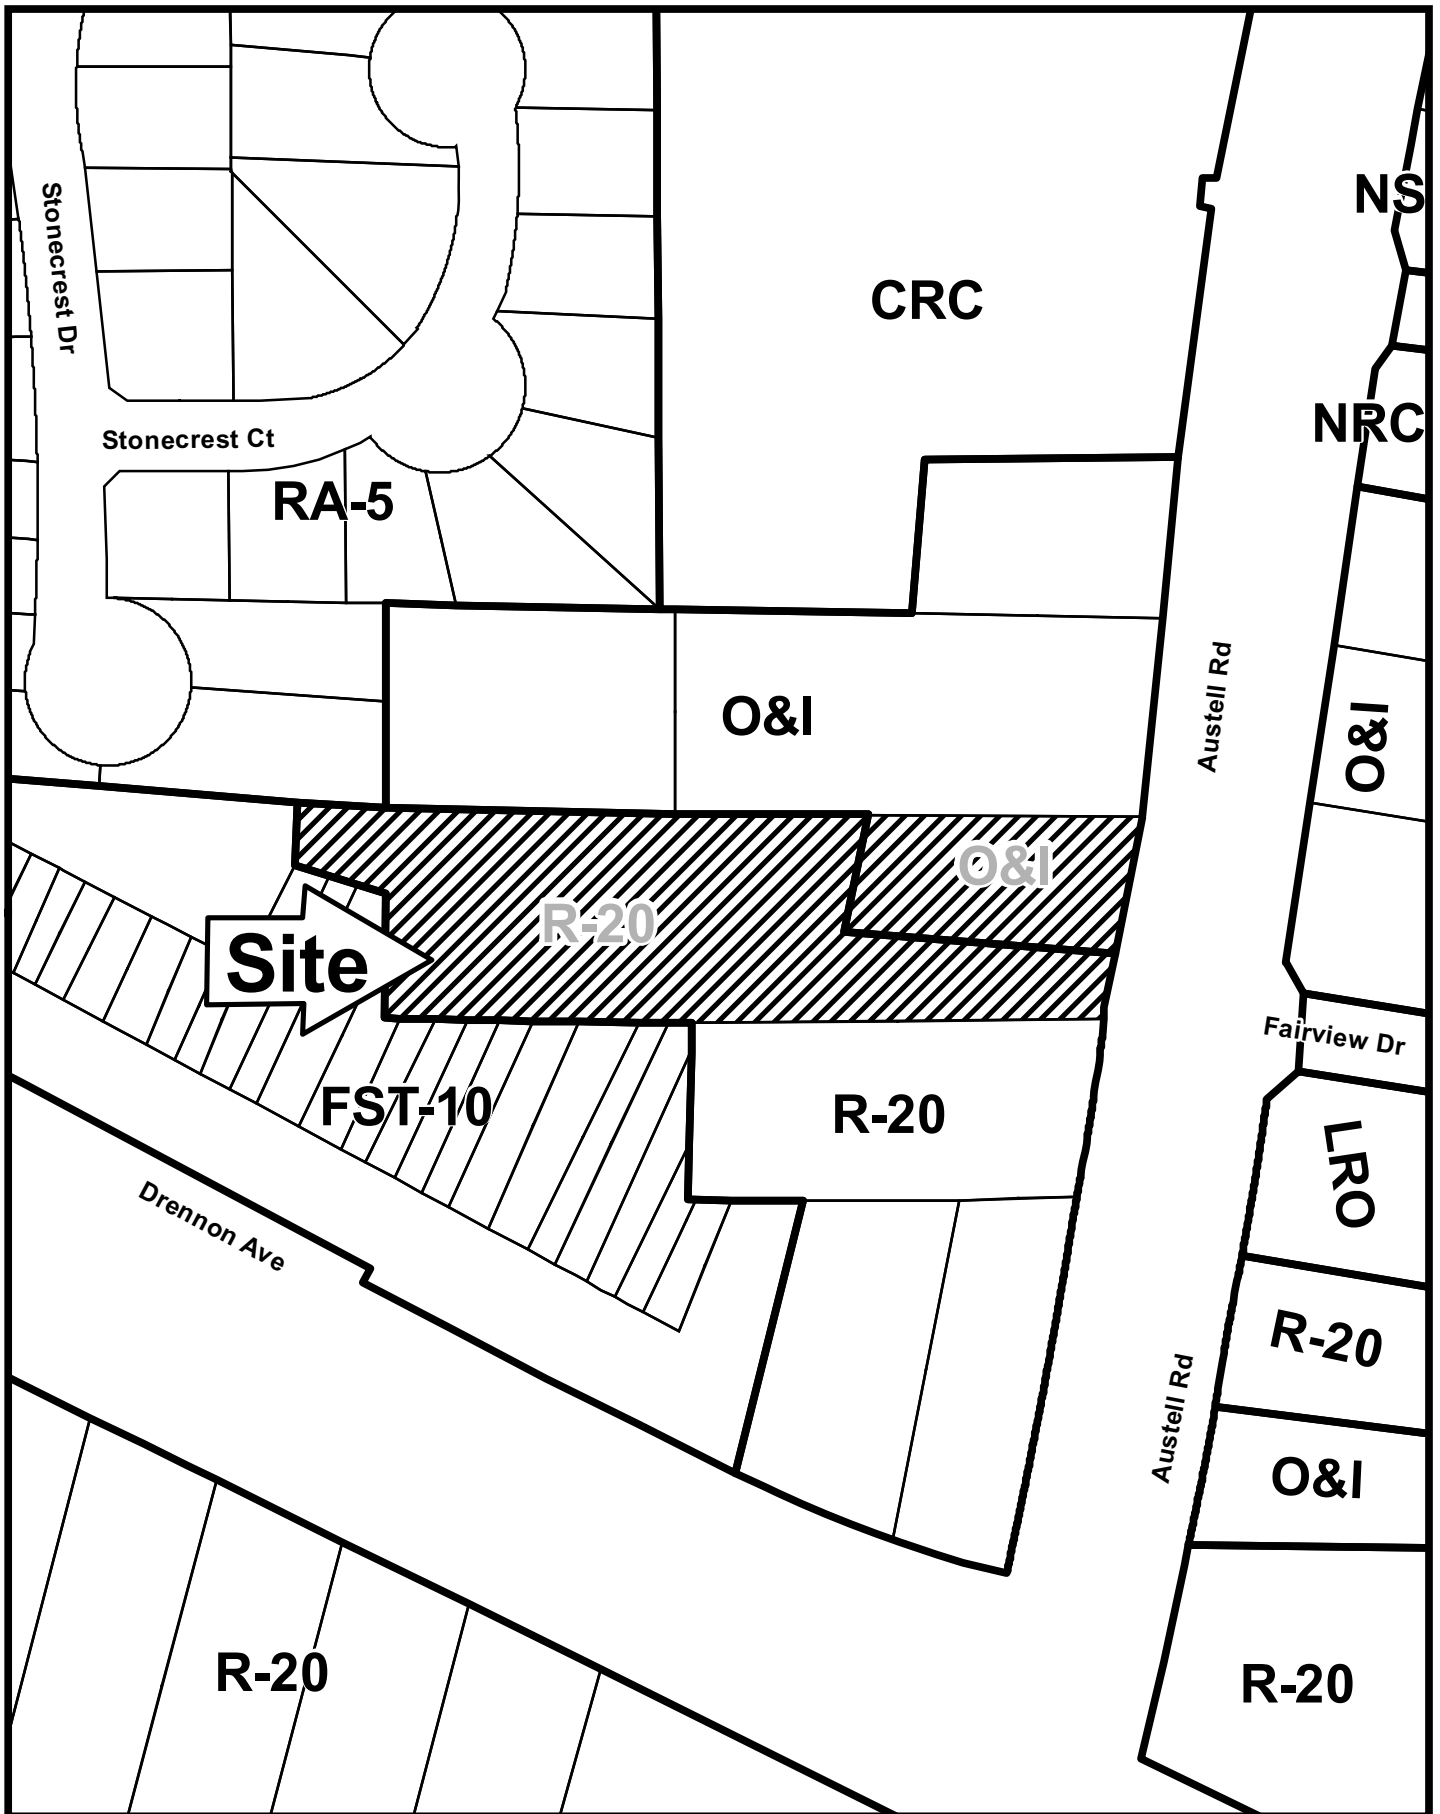 NS
Stonecrest Dr
CRC
NRC
Stonecrest Ct
RA-5
Austell Rd
O&I
O&I
O&I
R-20
Site
Fairview Dr
FST-10
R-20
LRO
Drennon Ave
R-20
Austell Rd
O&I
R-20
R-20